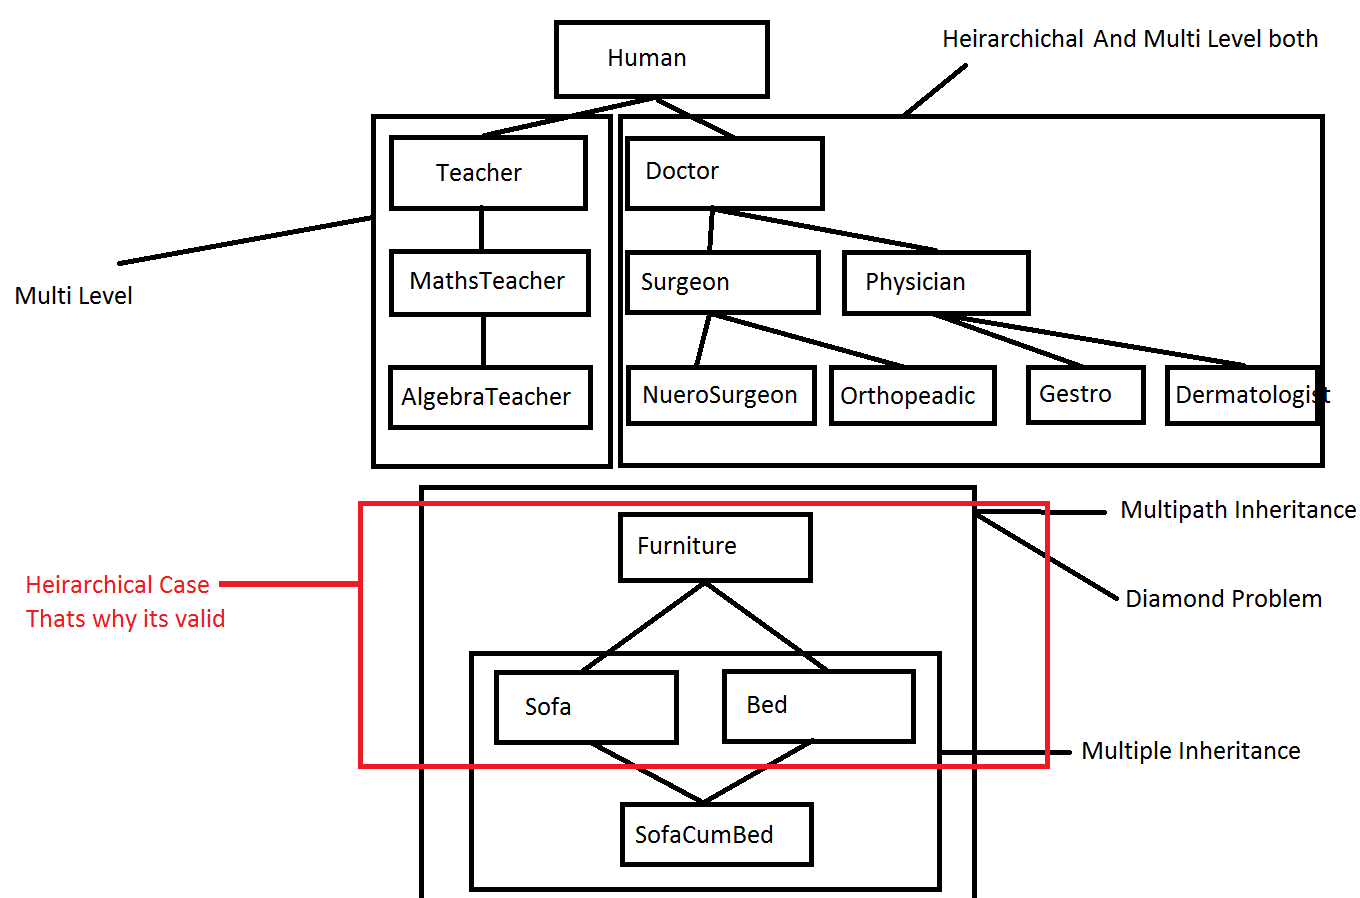 Heirarchichal And Multi Level both
Human
Teacher
Doctor
MathsTeacher
Surgeon
Physician
Multi Level
AlgebraTeacher
NueroSurgeon
Orthopeadic
Gestro
Dermatologist
Multipath Inheritance
Furniture
Heirarchical Case
Thats why its valid
Diamond Problem
Sofa
Bed
Multiple Inheritance
SofaCumBed